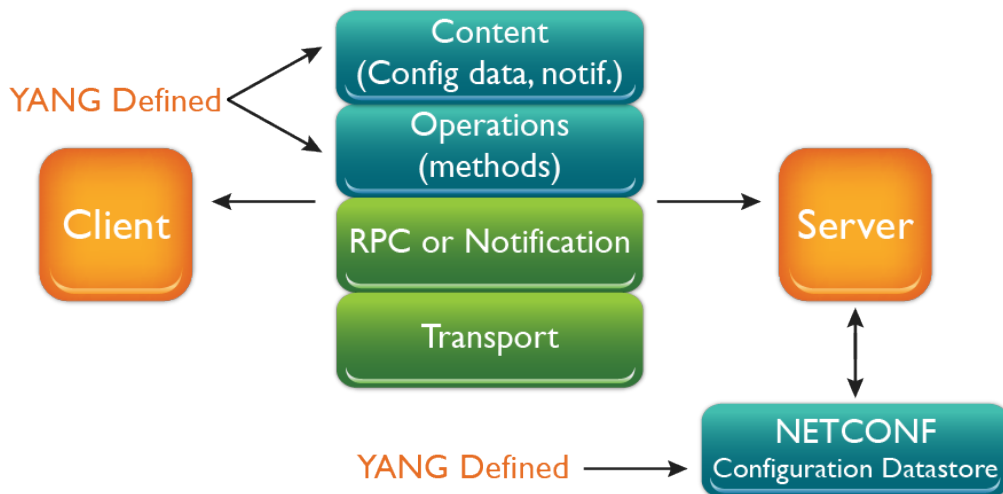 Content
(Config data, notif.)
YANG Defined
Operations
(methods)
Client
RPC or Notification
Server
Transport
NETCONF
Configuration Datastore
YANG Defined